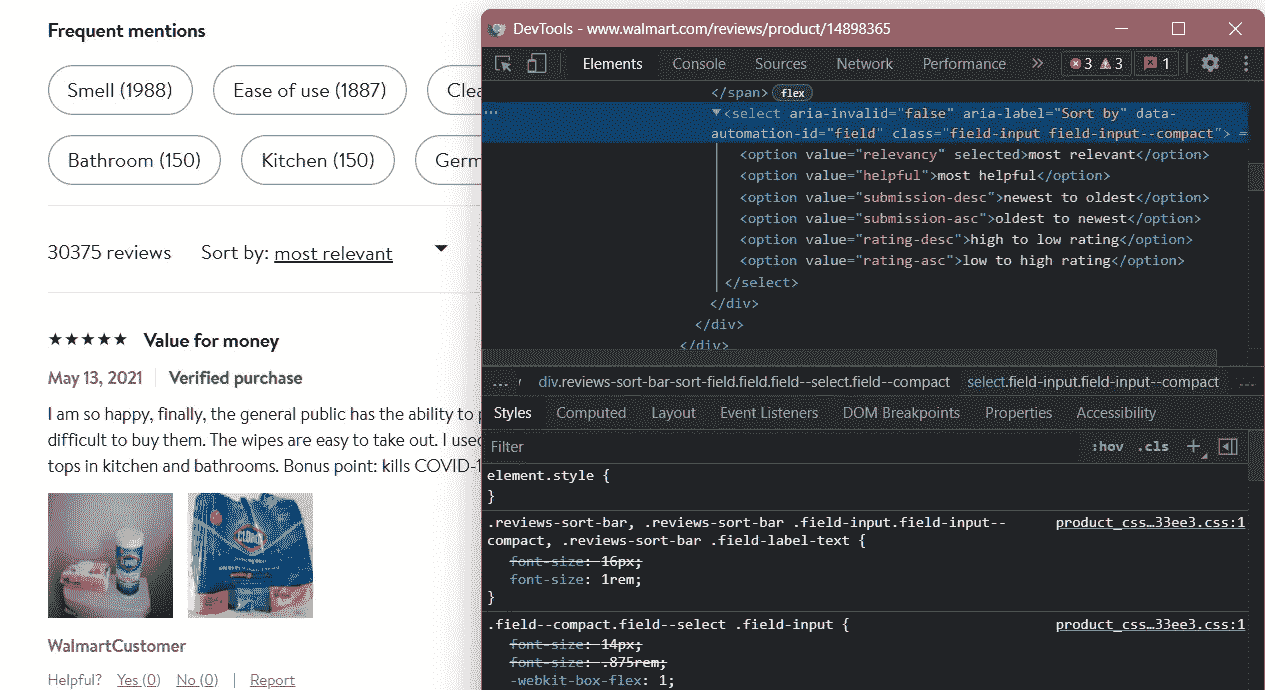 Frequent mentions
Smell (1988)
Ease of use (1887)
Clea
Bathroom (150)
Kitchen (150)
Germ
30375 reviews
Sort by: most relevant
★★★★★ Value for money
May 13, 2021
Verified purchase
I am so happy, finally, the general public has the ability to p
difficult to buy them. The wipes are easy to take out. I used
tops in kitchen and bathrooms. Bonus point: kills COVID-1
CLOROX
WalmartCustomer
Helpful? Yes (0) No (0) | Report
DevTools - www.walmart.com/reviews/product/14898365
Elements Console Sources Network Performance » 3 3 1
</span> flex
… ▼<select aria-invalid="false" aria-label="Sort by" data-
automation-id="field" class="field-input field-input--compact"> =
<option value="relevancy" selected>most relevant</option>
<option value="helpful">most helpful</option>
<option value="submission-desc">newest to oldest</option>
<option value="submission-asc">oldest to newest</option>
<option value="rating-desc">high to low rating</option>
<option value="rating-asc">low to high rating</option>
</select>
</div>
</div>
</div>
… div.reviews-sort-bar-sort-field.field.field--select.field--compact select.field-input.field-input--compact …
Styles Computed Layout Event Listeners DOM Breakpoints Properties Accessibility
Filter :hov .cls +
element.style {
}
.reviews-sort-bar, .reviews-sort-bar .field-input.field-input-- product_css…33ee3.css:1
compact, .reviews-sort-bar .field-label-text {
font-size: 16px;
font-size: 1rem;
}
.field--compact.field--select .field-input { product_css…33ee3.css:1
font-size: 14px;
font-size: .875rem;
-webkit-box-flex: 1;